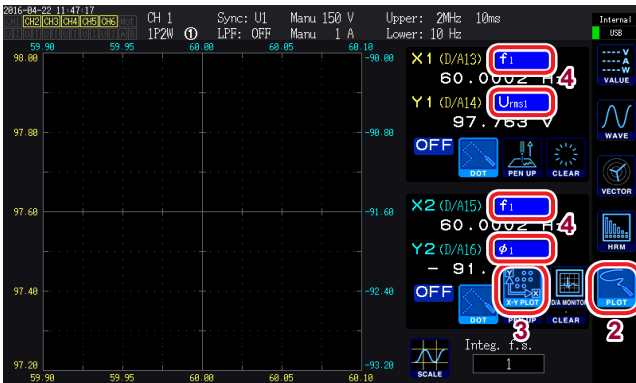 2016-04-22 11:47:17
CH1 CH2 CH3 CH4 CH5 CH6 Mot
U I U I U I U I U I U I A B
CH 1 Sync: U1 Manu 150 V Upper: 2MHz 10ms
1P2W ① LPF: OFF Manu 1 A Lower: 10 Hz
Internal
USB
59.90 59.95 60.00 60.05 60.10
98.00 -90.00
97.80 -90.80
97.60 -91.60
97.40 -92.40
97.20 -93.20
59.90 59.95 60.00 60.05 60.10
X1 (D/A13) f1
60.0002 Hz
4
Y1 (D/A14) Urms1
97.763 V
OFF
DOT PEN UP CLEAR
X2 (D/A15) f1
60.0002 Hz
4
Y2 (D/A16) φ1
- 91.
OFF
X-Y PLOT D/A MONITOR
3
DOT PEN UP CLEAR
SCALE
Integ. f.s.
1
V
A
W
VALUE
WAVE
VECTOR
HRM
PLOT
2